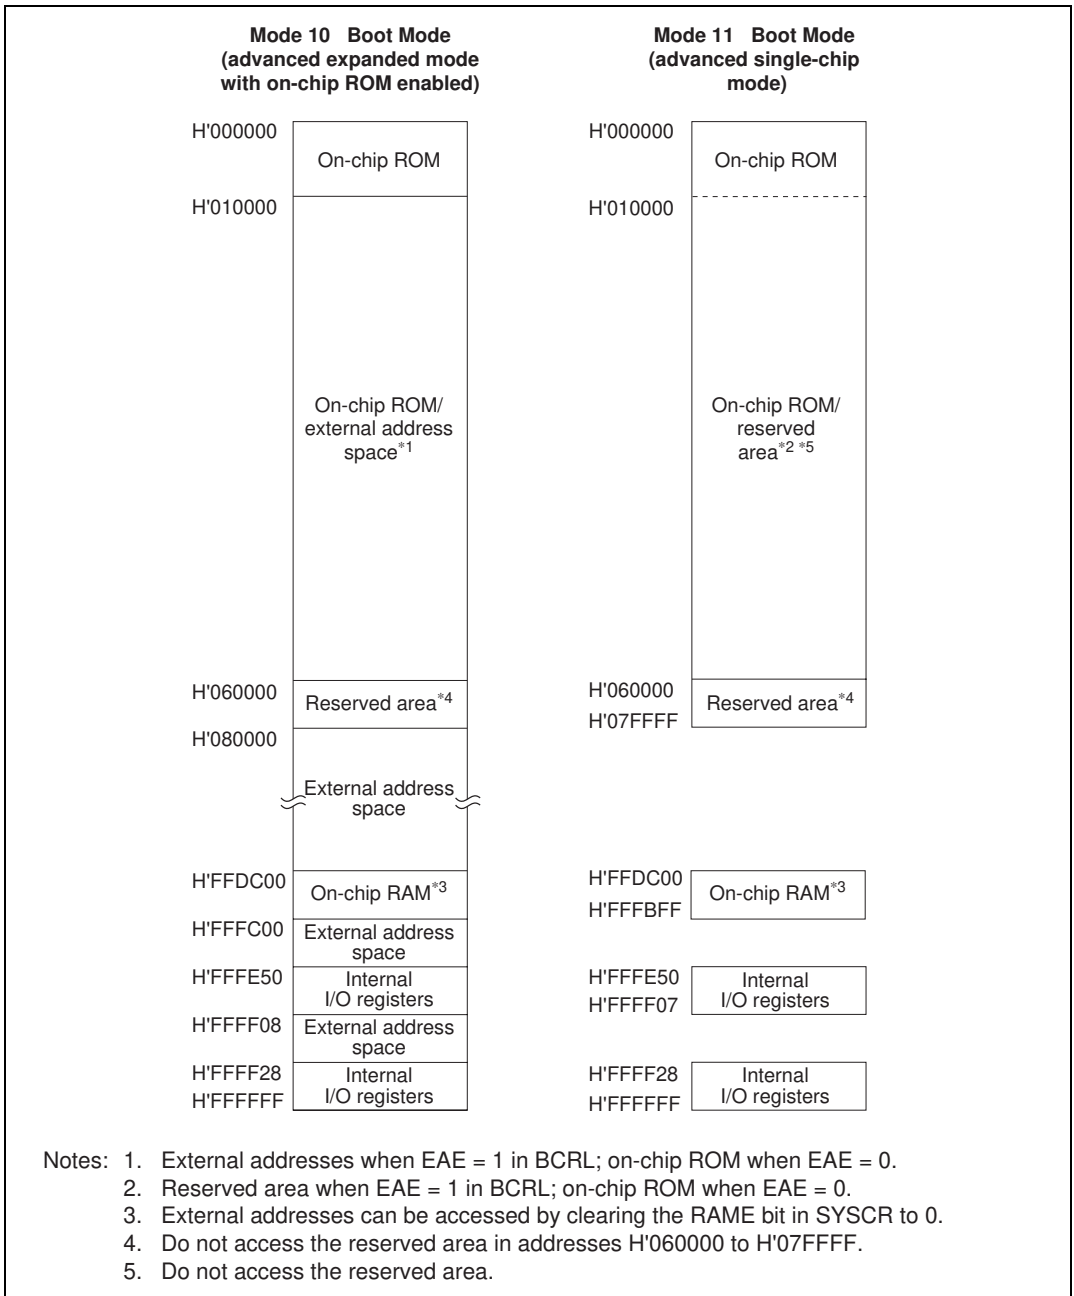 Mode 10 Boot Mode
(advanced expanded mode
with on-chip ROM enabled)
H'000000
On-chip ROM
H'010000
On-chip ROM/
external address
space*1
H'060000
Reserved area*4
H'080000
External address
space
H'FFDC00
On-chip RAM*3
H'FFFC00
External address
space
H'FFFE50
Internal
I/O registers
H'FFFF08
External address
space
H'FFFF28
Internal
I/O registers
H'FFFFFF
Mode 11 Boot Mode
(advanced single-chip
mode)
H'000000
On-chip ROM
H'010000
On-chip ROM/
reserved
area*2 *5
H'060000
Reserved area*4
H'07FFFF
H'FFDC00
On-chip RAM*3
H'FFFBFF
H'FFFE50
Internal
I/O registers
H'FFFF07
H'FFFF28
Internal
I/O registers
H'FFFFFF
Notes: 1. External addresses when EAE = 1 in BCRL; on-chip ROM when EAE = 0.
2. Reserved area when EAE = 1 in BCRL; on-chip ROM when EAE = 0.
3. External addresses can be accessed by clearing the RAME bit in SYSCR to 0.
4. Do not access the reserved area in addresses H'060000 to H'07FFFF.
5. Do not access the reserved area.